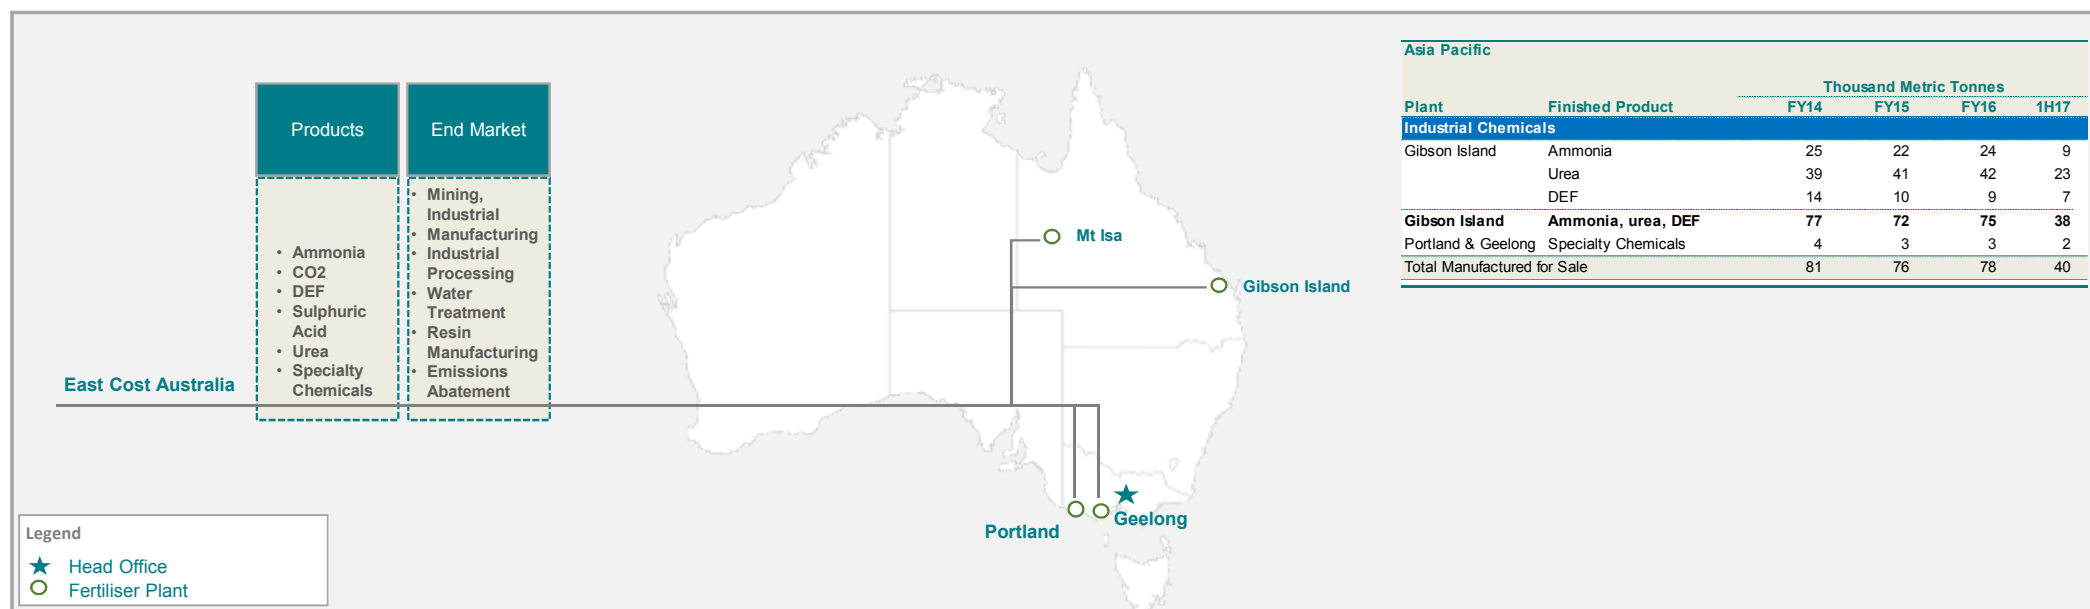 Products
End Market
• Ammonia
• CO2
• DEF
• Sulphuric
Acid
• Urea
• Specialty
Chemicals
• Mining,
Industrial
• Manufacturing
• Industrial
Processing
• Water
Treatment
• Resin
Manufacturing
• Emissions
Abatement
East Cost Australia
Mt Isa
Gibson Island
Portland
Geelong
Legend
Head Office
Fertiliser Plant
Asia Pacific
Thousand Metric Tonnes
Plant Finished Product FY14 FY15 FY16 1H17
Industrial Chemicals
Gibson Island Ammonia 25 22 24 9
Urea 39 41 42 23
DEF 14 10 9 7
Gibson Island Ammonia, urea, DEF 77 72 75 38
Portland & Geelong Specialty Chemicals 4 3 3 2
Total Manufactured for Sale 81 76 78 40